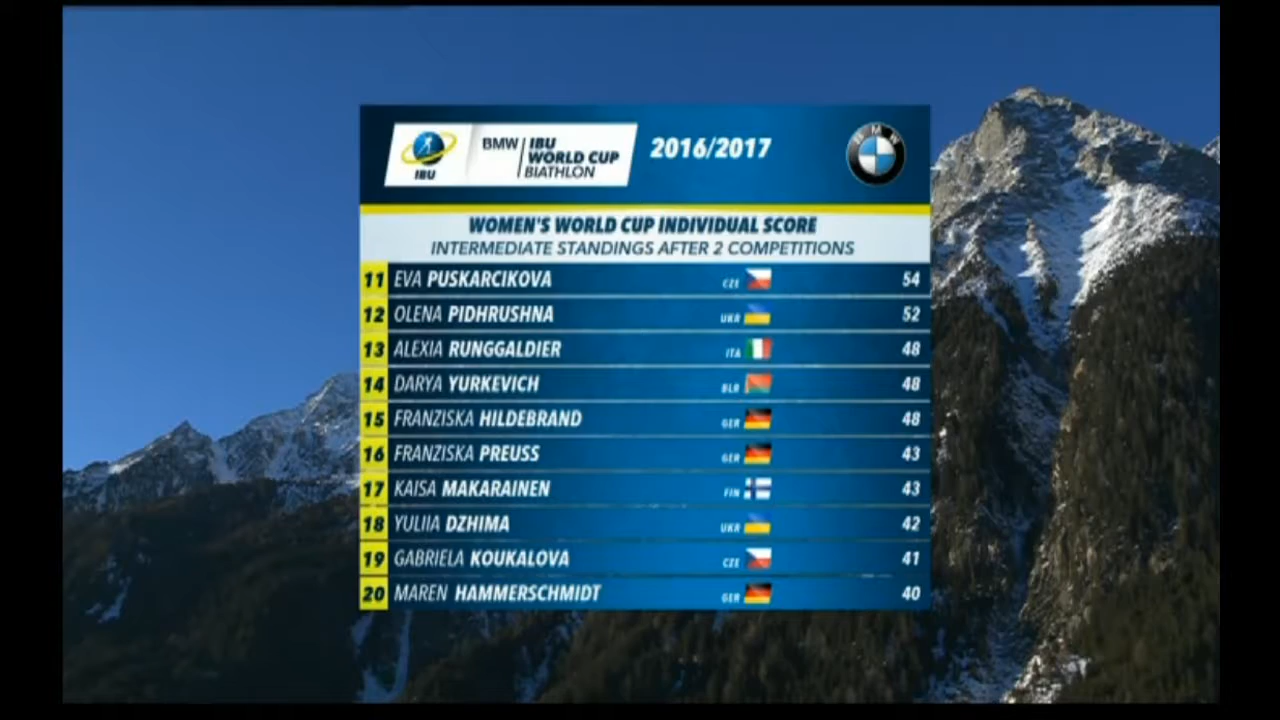 IBU
BMW
IBU
WORLD CUP
BIATHLON
2016/2017
BMW
WOMEN'S WORLD CUP INDIVIDUAL SCORE
INTERMEDIATE STANDINGS AFTER 2 COMPETITIONS
11 EVA PUSKARCIKOVA CZE 54
12 OLENA PIDHRUSHNA UKR 52
13 ALEXIA RUNGGALDIER ITA 48
14 DARYA YURKEVICH BLR 48
15 FRANZISKA HILDEBRAND GER 48
16 FRANZISKA PREUSS GER 43
17 KAISA MAKARAINEN FIN 43
18 YULIIA DZHIMA UKR 42
19 GABRIELA KOUKALOVA CZE 41
20 MAREN HAMMERSCHMIDT GER 40